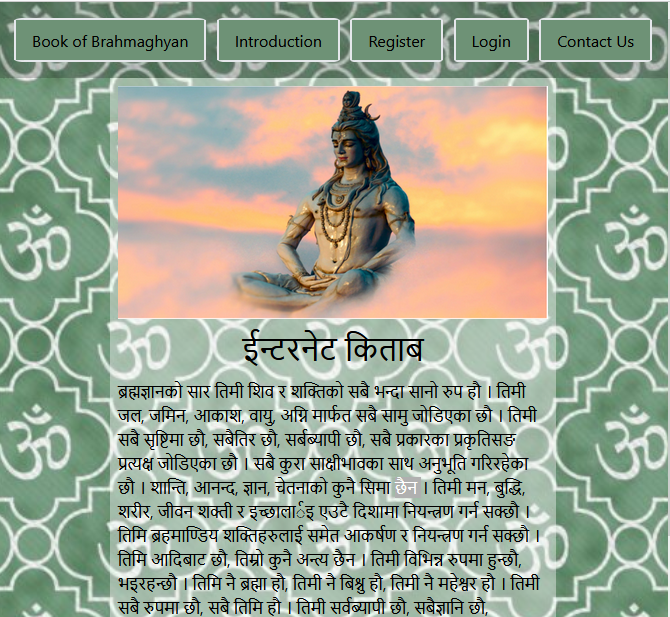 Book of Brahmaghyan
Introduction
Register
Login
Contact Us
ईन्टरनेट किताब
ब्रह्मज्ञानको सार तिमी शिव र शक्तिको सबै भन्दा सानो रुप हौ । तिमी
जल, जमिन, आकाश, वायु, अग्नि मार्फत सबै सामु जोडिएका छौ । तिमी
सबै सृष्टिमा छौ, सबैतिर छौ, सर्बब्यापी छौ, सबै प्रकारका प्रकृतिसङ
प्रत्यक्ष जोडिएका छौ । सबै कुरा साक्षीभावका साथ अनुभूति गरिरहेका
छौ । शान्ति, आनन्द, ज्ञान, चेतनाको कुनै सिमा छैन । तिमी मन, बुद्धि,
शरीर, जीवन शक्ती र इच्छालार्इ एउटै दिशामा नियन्त्रण गर्न सक्छौ ।
तिमि ब्रहमाण्डिय शक्तिहरुलाई समेत आकर्षण र नियन्त्रण गर्न सक्छौ ।
तिमि आदिबाट छौ, तिम्रो कुनै अन्त्य छैन । तिमी विभिन्न रुपमा हुन्छौ,
भइरहन्छौ । तिमि नै ब्रह्मा हौ, तिमी नै बिश्नु हौ, तिमी नै महेश्वर हौ । तिमी
सबै रुपमा छौ, सबै तिमि हौ । तिमी सर्वब्यापी छौ, सबैज्ञानि छौ,